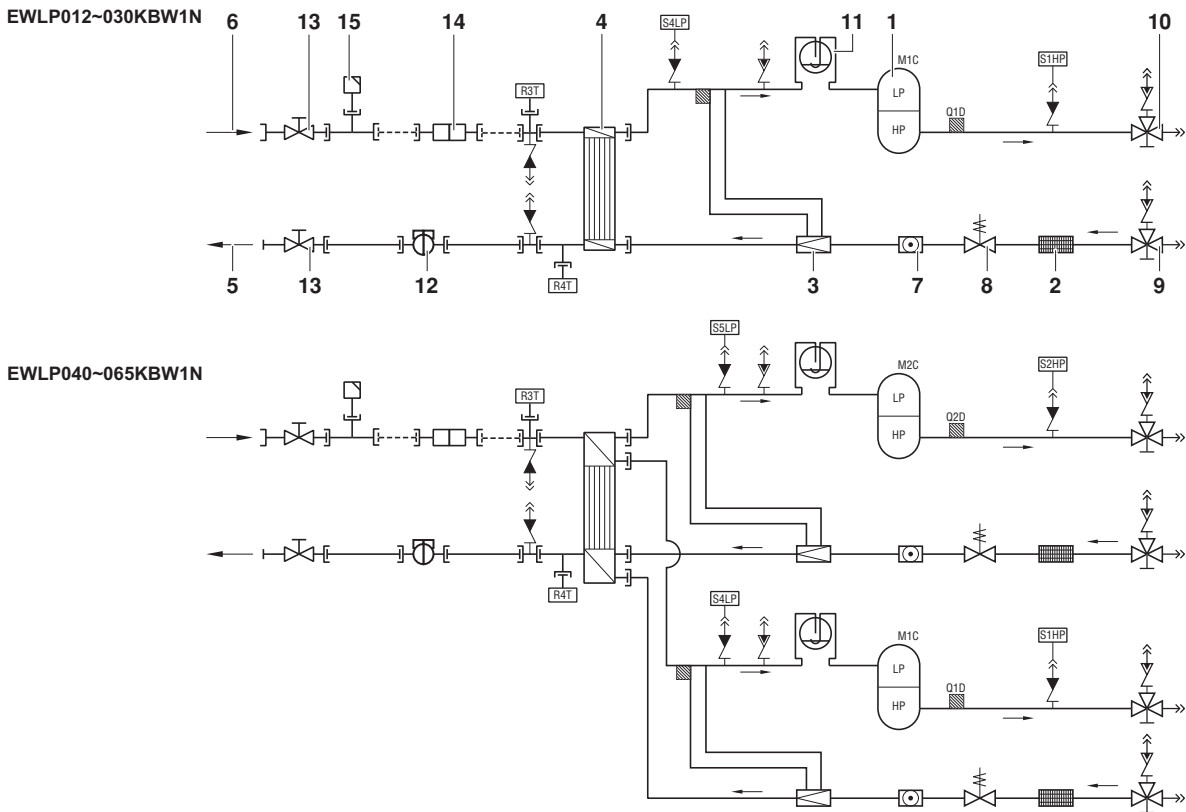 EWLP012~030KBW1N
6 13 15 14 4 S4LP 11 1 10
M1C
S1HP
R3T
LP
Q1D
HP
5 13 12 R4T 3 7 8 2 9
EWLP040~065KBW1N
S5LP
M2C
S2HP
R3T
LP
Q2D
HP
R4T
S4LP
M1C
S1HP
LP
Q1D
HP